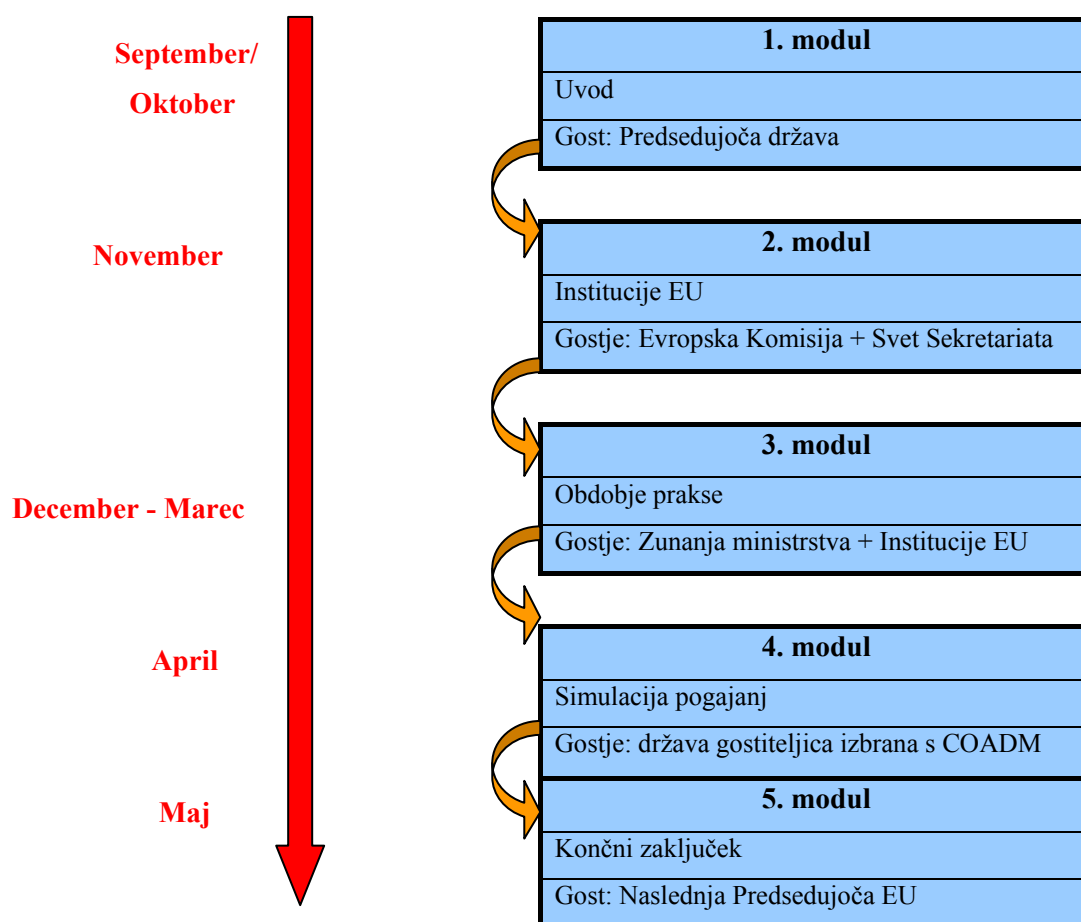 September/
Oktober
1. modul
Uvod
Gost: Predsedujoča država
November
2. modul
Institucije EU
Gostje: Evropska Komisija + Svet Sekretariata
December - Marec
3. modul
Obdobje prakse
Gostje: Zunanja ministrstva + Institucije EU
April
4. modul
Simulacija pogajanj
Gostje: država gostiteljica izbrana s COADM
Maj
5. modul
Končni zaključek
Gost: Naslednja Predsedujoča EU